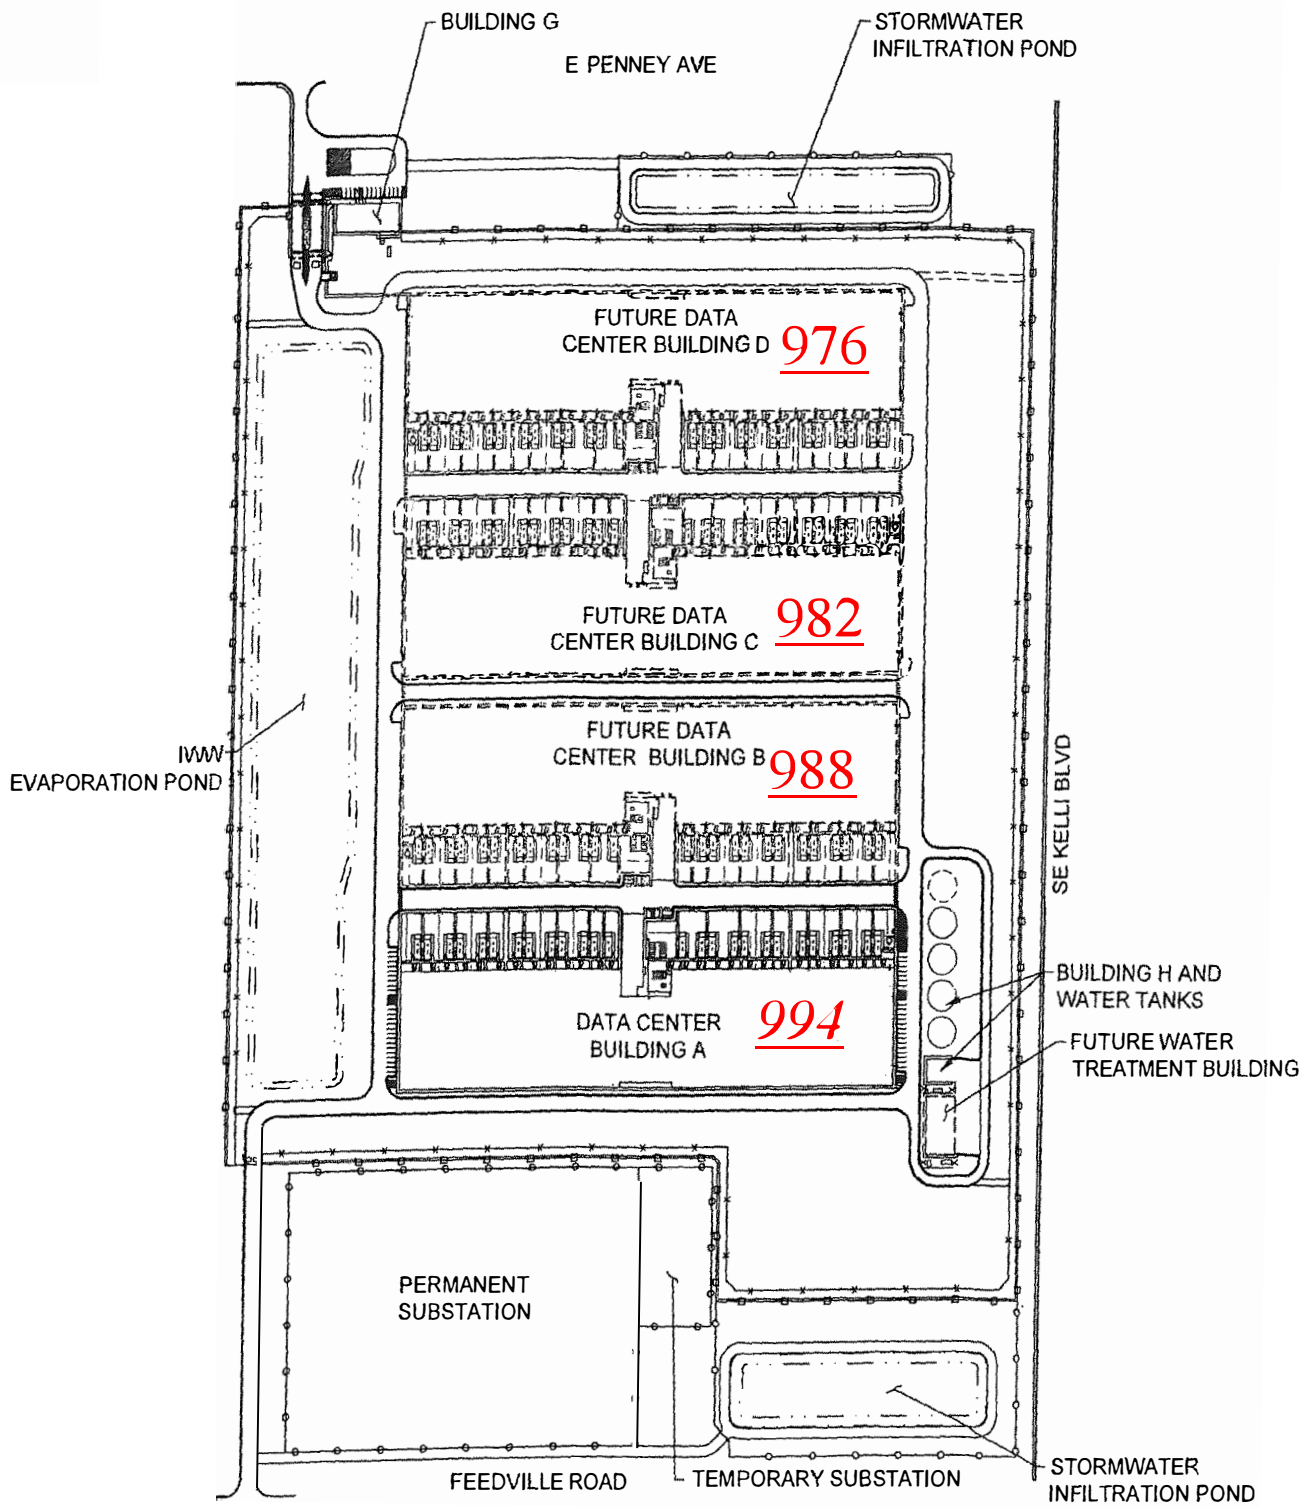 BUILDING G
STORMWATER
INFILTRATION POND
E PENNEY AVE
FUTURE DATA
CENTER BUILDING D
976
FUTURE DATA
CENTER BUILDING C
982
FUTURE DATA
CENTER BUILDING B
988
IWW
EVAPORATION POND
SE KELLI BLVD
BUILDING H AND
WATER TANKS
DATA CENTER
BUILDING A
994
FUTURE WATER
TREATMENT BUILDING
PERMANENT
SUBSTATION
FEEDVILLE ROAD
TEMPORARY SUBSTATION
STORMWATER
INFILTRATION POND